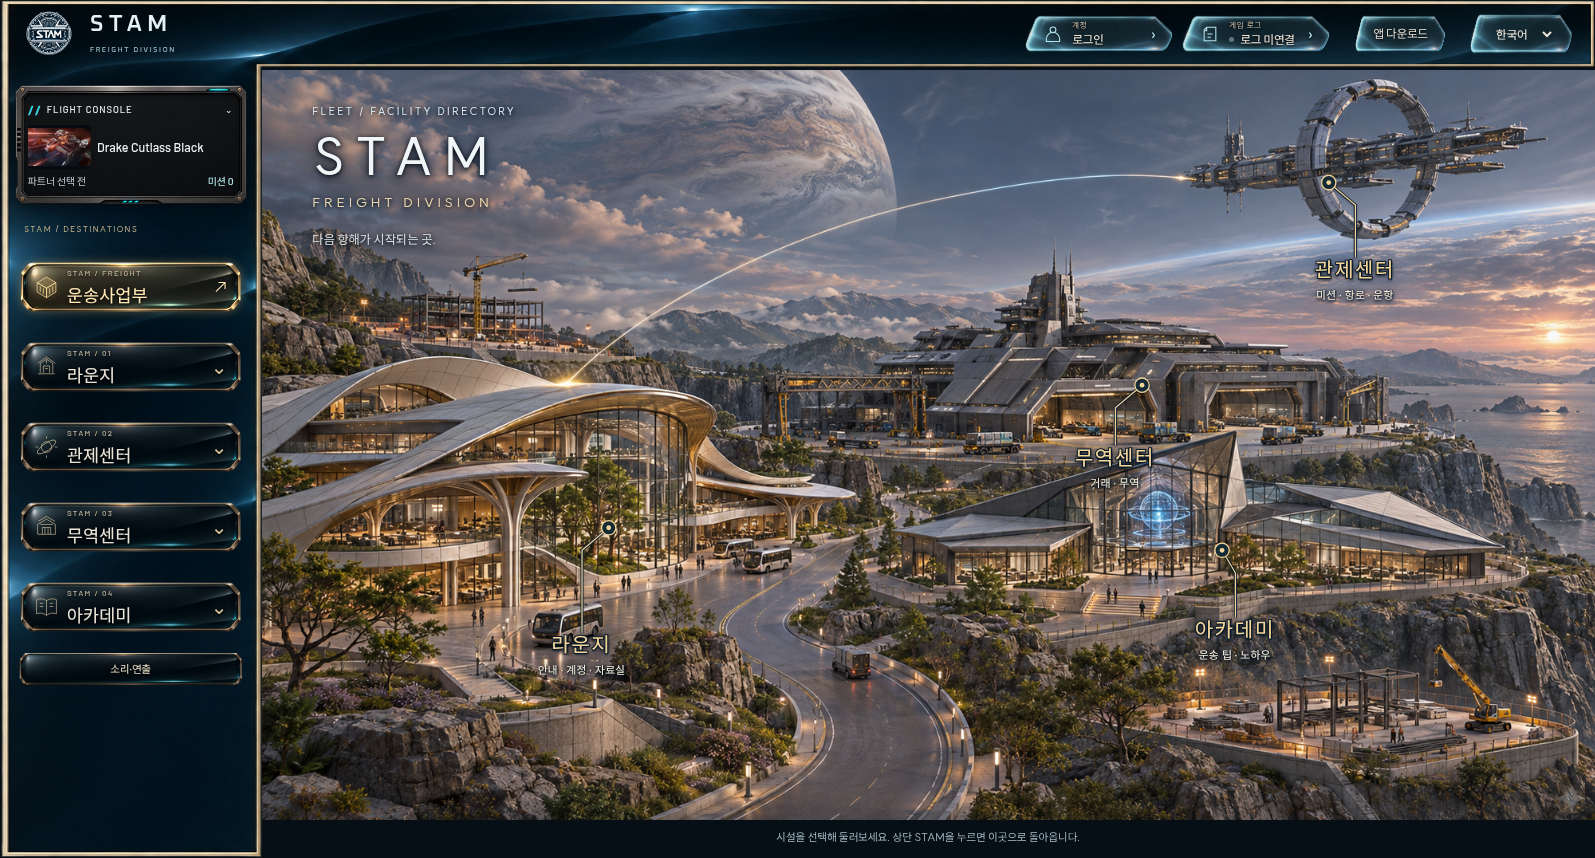 STAM
STAM
FREIGHT DIVISION
계정
로그인
게임 로그
로그 미연결
앱 다운로드
한국어
FLIGHT CONSOLE
Drake Cutlass Black
파트너 선택 전
미션 0
STAM / DESTINATIONS
STAM / FREIGHT
운송사업부
STAM / 01
라운지
STAM / 02
관제센터
STAM / 03
무역센터
STAM / 04
아카데미
소리·연출
FLEET / FACILITY DIRECTORY
STAM
FREIGHT DIVISION
다음 항해가 시작되는 곳.
관제센터
미션 · 항로 · 운항
무역센터
거래 · 무역
라운지
안내 · 계정 · 자료실
아카데미
운송 팁 · 노하우
시설을 선택해 둘러보세요. 상단 STAM을 누르면 이곳으로 돌아옵니다.